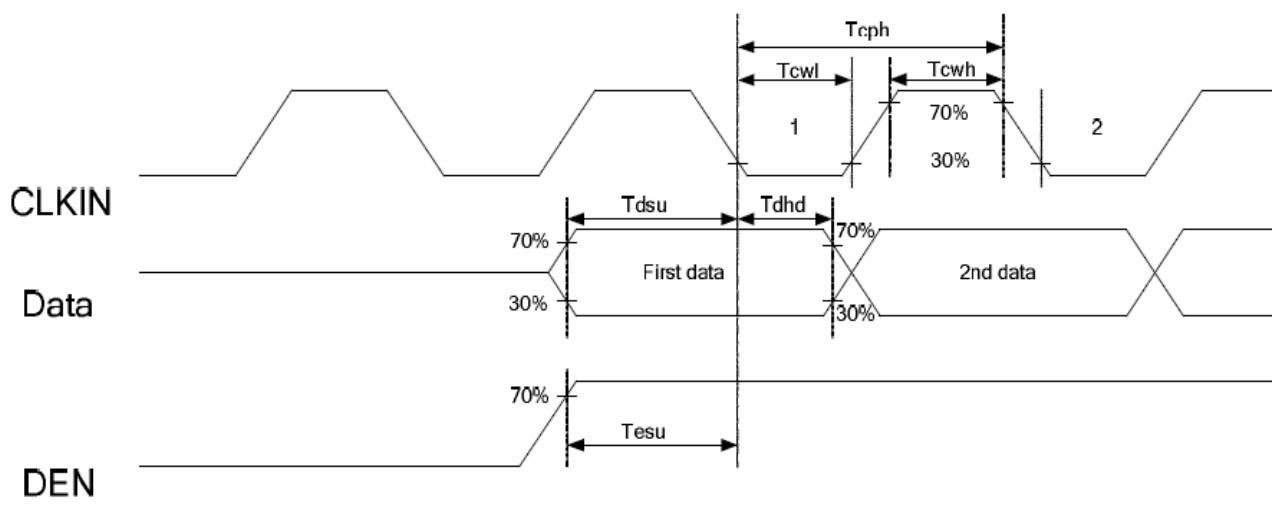 Tcph
Tcwl
Tcwh
1
70%
2
30%
CLKIN
Tdsu
Tdhd
70%
70%
First data
2nd data
Data
30%
30%
70%
Tesu
DEN